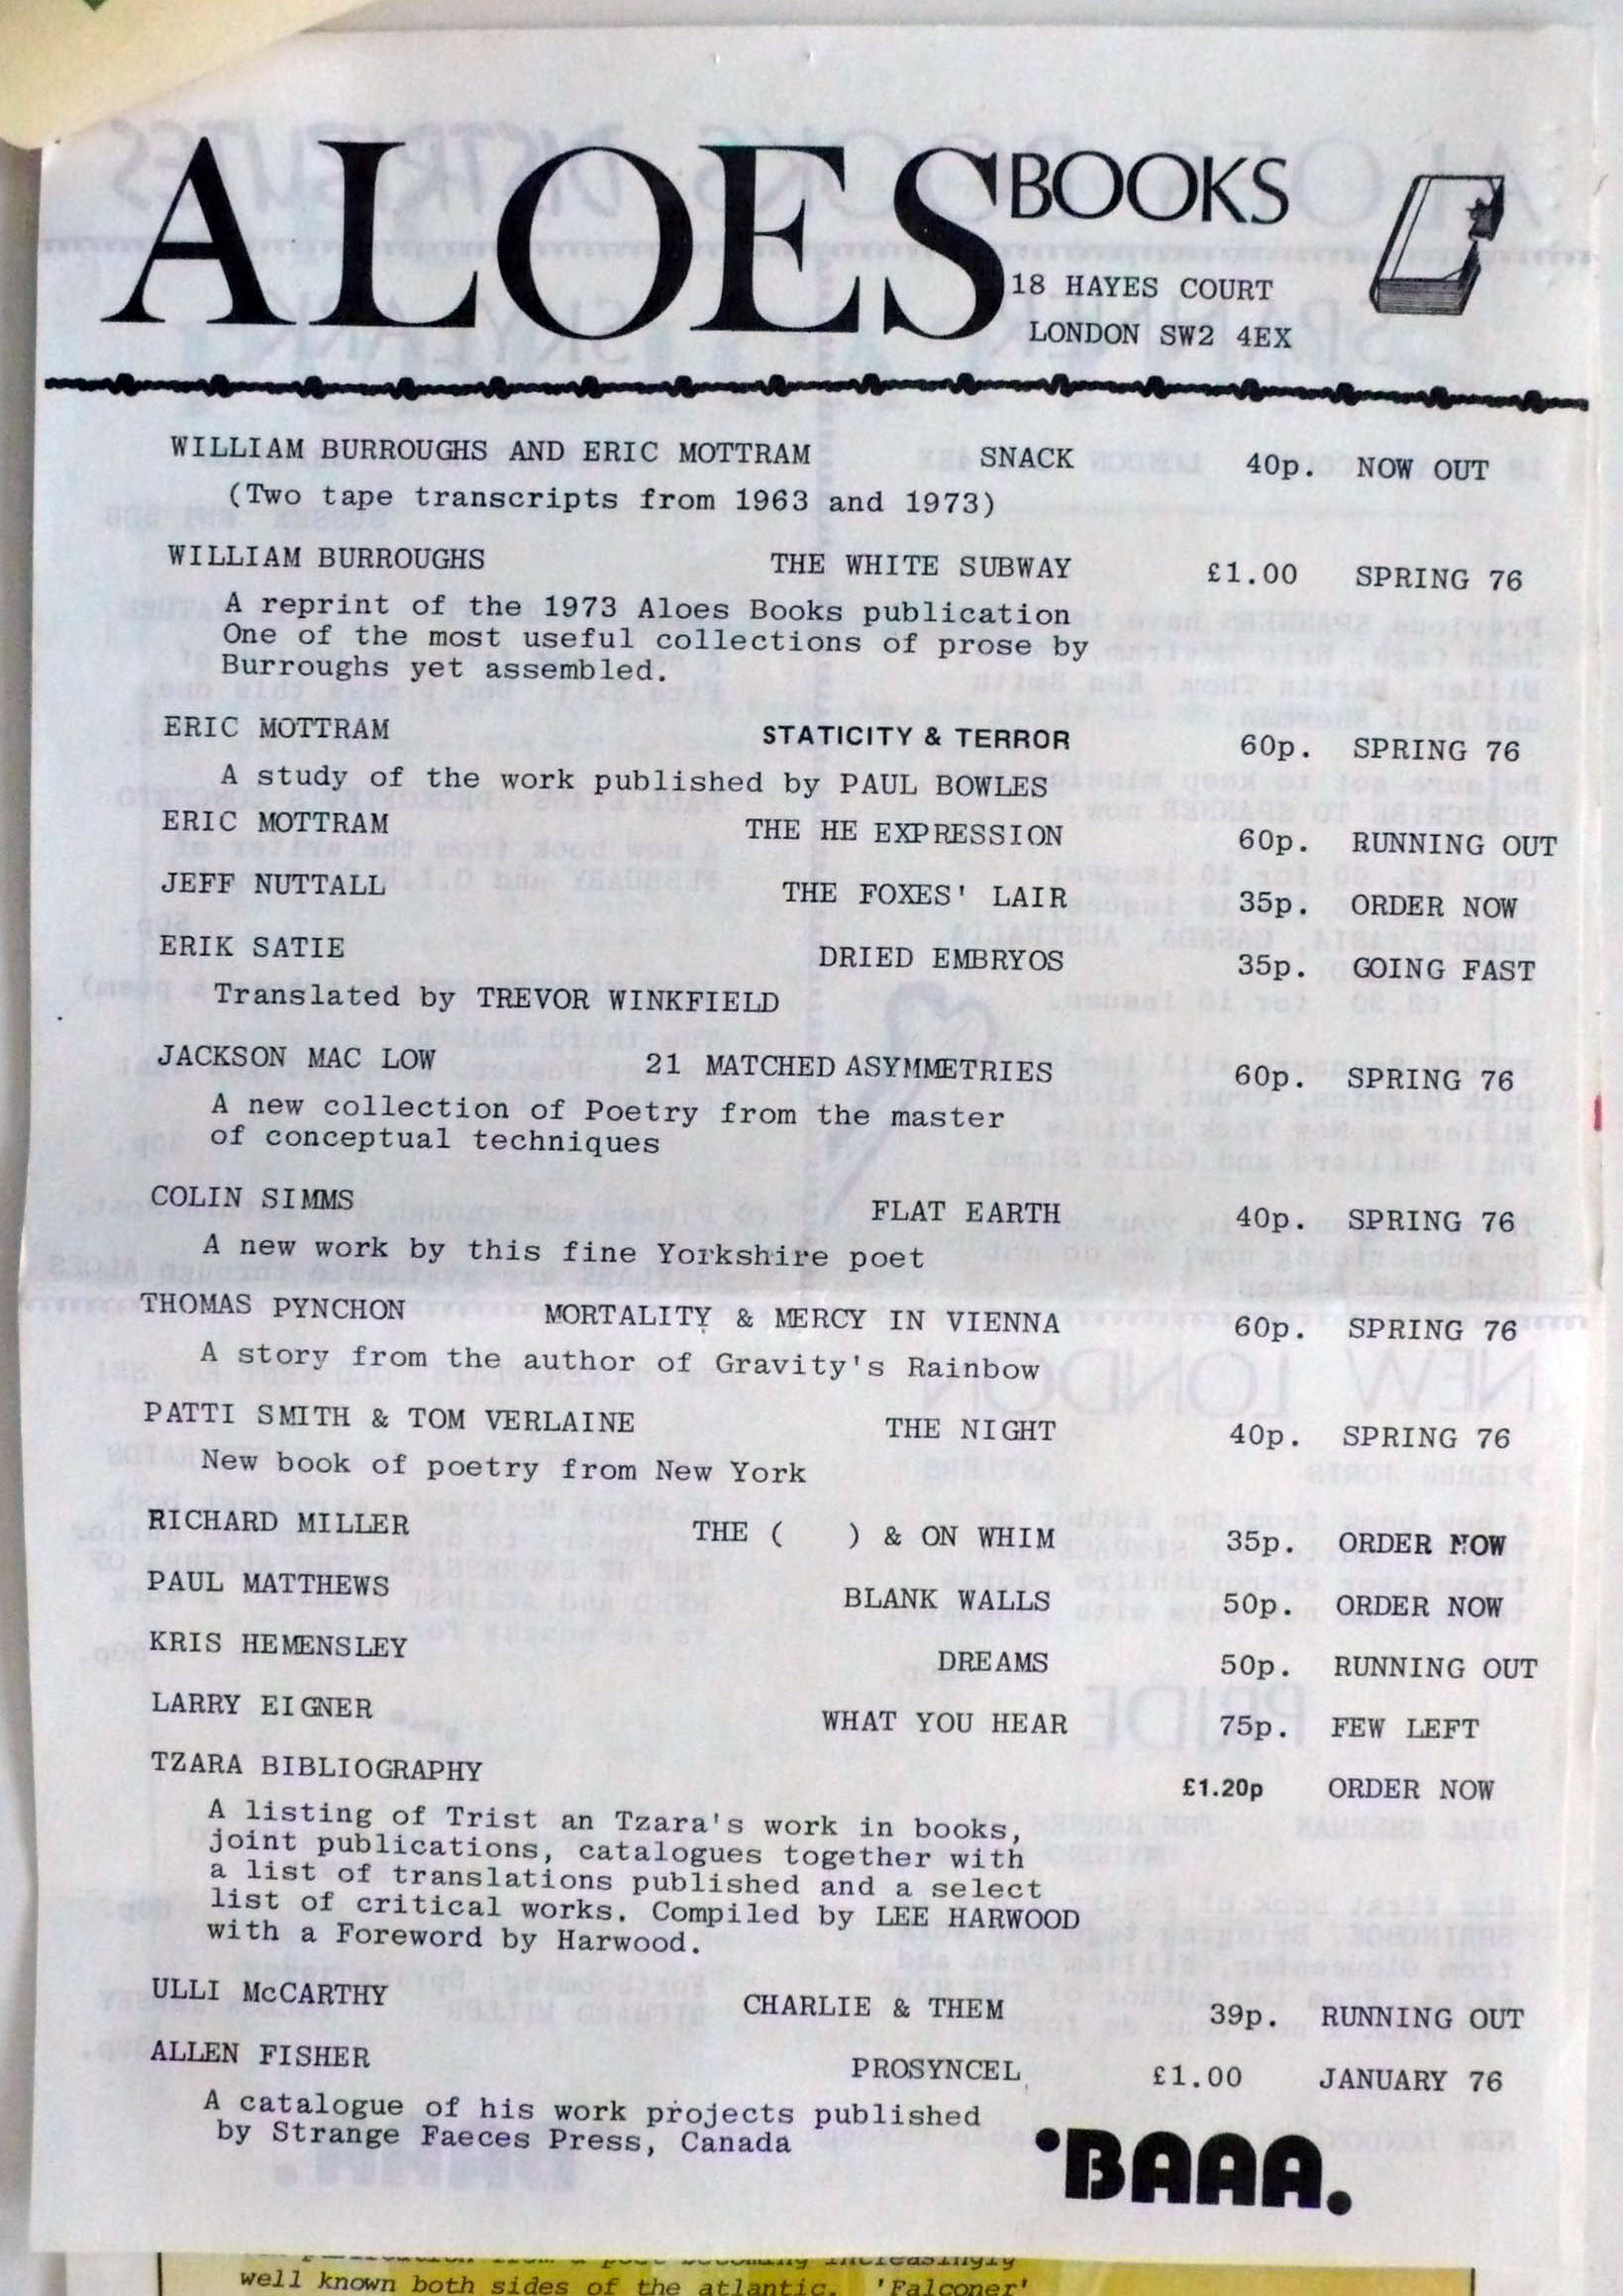 ALOES BOOKS
18 HAYES COURT
LONDON SW2 4EX
WILLIAM BURROUGHS AND ERIC MOTTRAM SNACK 40p. NOW OUT
(Two tape transcripts from 1963 and 1973)
WILLIAM BURROUGHS THE WHITE SUBWAY £1.00 SPRING 76
A reprint of the 1973 Aloes Books publication
One of the most useful collections of prose by
Burroughs yet assembled.
ERIC MOTTRAM STATICITY & TERROR 60p. SPRING 76
A study of the work published by PAUL BOWLES
ERIC MOTTRAM THE HE EXPRESSION 60p. RUNNING OUT
JEFF NUTTALL THE FOXES' LAIR 35p. ORDER NOW
ERIK SATIE DRIED EMBRYOS 35p. GOING FAST
Translated by TREVOR WINKFIELD
JACKSON MAC LOW 21 MATCHED ASYMMETRIES 60p. SPRING 76
A new collection of Poetry from the master
of conceptual techniques
COLIN SIMMS FLAT EARTH 40p. SPRING 76
A new work by this fine Yorkshire poet
THOMAS PYNCHON MORTALITY & MERCY IN VIENNA 60p. SPRING 76
A story from the author of Gravity's Rainbow
PATTI SMITH & TOM VERLAINE THE NIGHT 40p. SPRING 76
New book of poetry from New York
RICHARD MILLER THE ( ) & ON WHIM 35p. ORDER NOW
PAUL MATTHEWS BLANK WALLS 50p. ORDER NOW
KRIS HEMENSLEY DREAMS 50p. RUNNING OUT
LARRY EIGNER WHAT YOU HEAR 75p. FEW LEFT
TZARA BIBLIOGRAPHY £1.20p ORDER NOW
A listing of Trist an Tzara's work in books,
joint publications, catalogues together with
a list of translations published and a select
list of critical works. Compiled by LEE HARWOOD
with a Foreword by Harwood.
ULLI McCARTHY CHARLIE & THEM 39p. RUNNING OUT
ALLEN FISHER PROSYNCEL £1.00 JANUARY 76
A catalogue of his work projects published
by Strange Faeces Press, Canada
•BAAA.
from a poet becoming increasingly
well known both sides of the atlantic. 'Falconer'